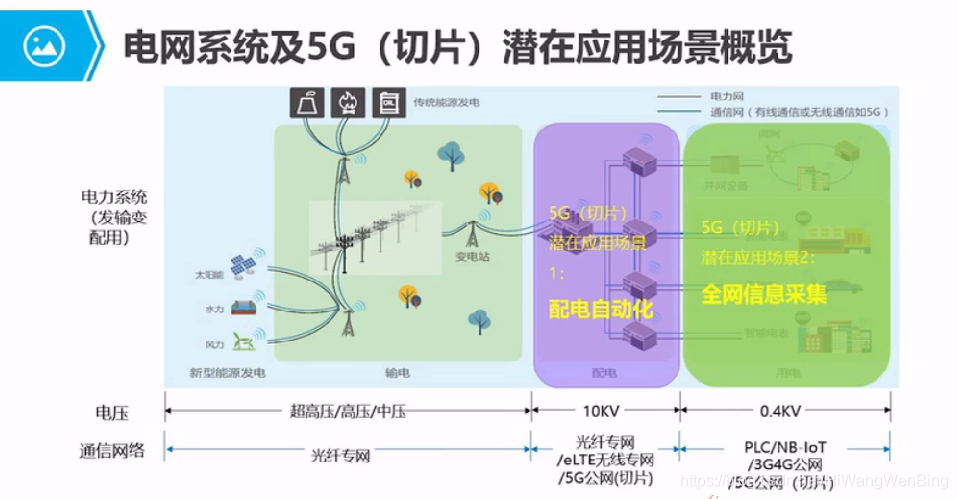 电网系统及5G（切片）潜在应用场景概览
传统能源发电
电力网
通信网（有线通信或无线通信如5G）
微网
并网设备
电力系统
（发输变
配用）
变电站
太阳能
水力
风力
5G（切片）
潜在应用场景
1：
配电自动化
5G（切片）
潜在应用场景2：
全网信息采集
智能电表
新型能源发电
输电
配电
用电
电压
超高压/高压/中压
10KV
0.4KV
通信网络
光纤专网
光纤专网
/eLTE无线专网
/5G公网(切片)
PLC/NB-IoT
/3G4G公网
/5G公网（切片）